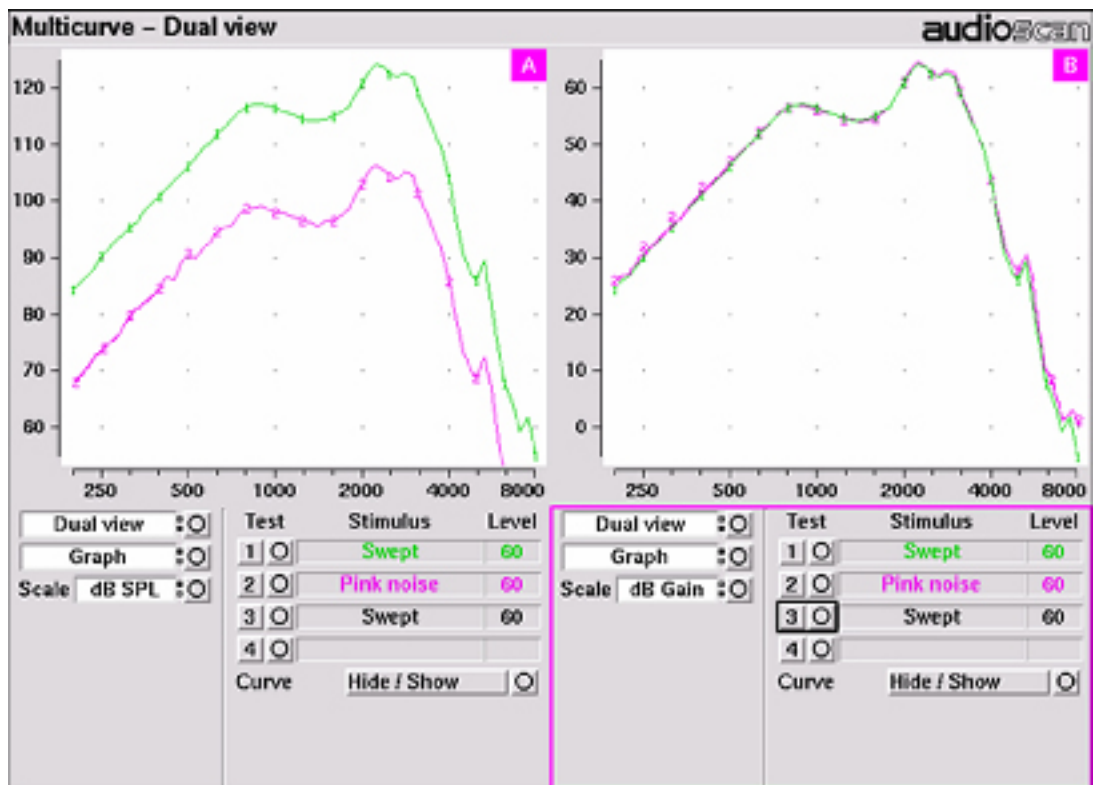 Multicurve – Dual view
audioscan
A
120
110
100
90
80
70
60
250 500 1000 2000 4000 8000
B
60
50
40
30
20
10
0
250 500 1000 2000 4000 8000
Dual view
Graph
Scale dB SPL
Test Stimulus Level
1 Swept 60
2 Pink noise 60
3 Swept 60
4
Curve Hide / Show
Dual view
Graph
Scale dB Gain
Test Stimulus Level
1 Swept 60
2 Pink noise 60
3 Swept 60
4
Curve Hide / Show